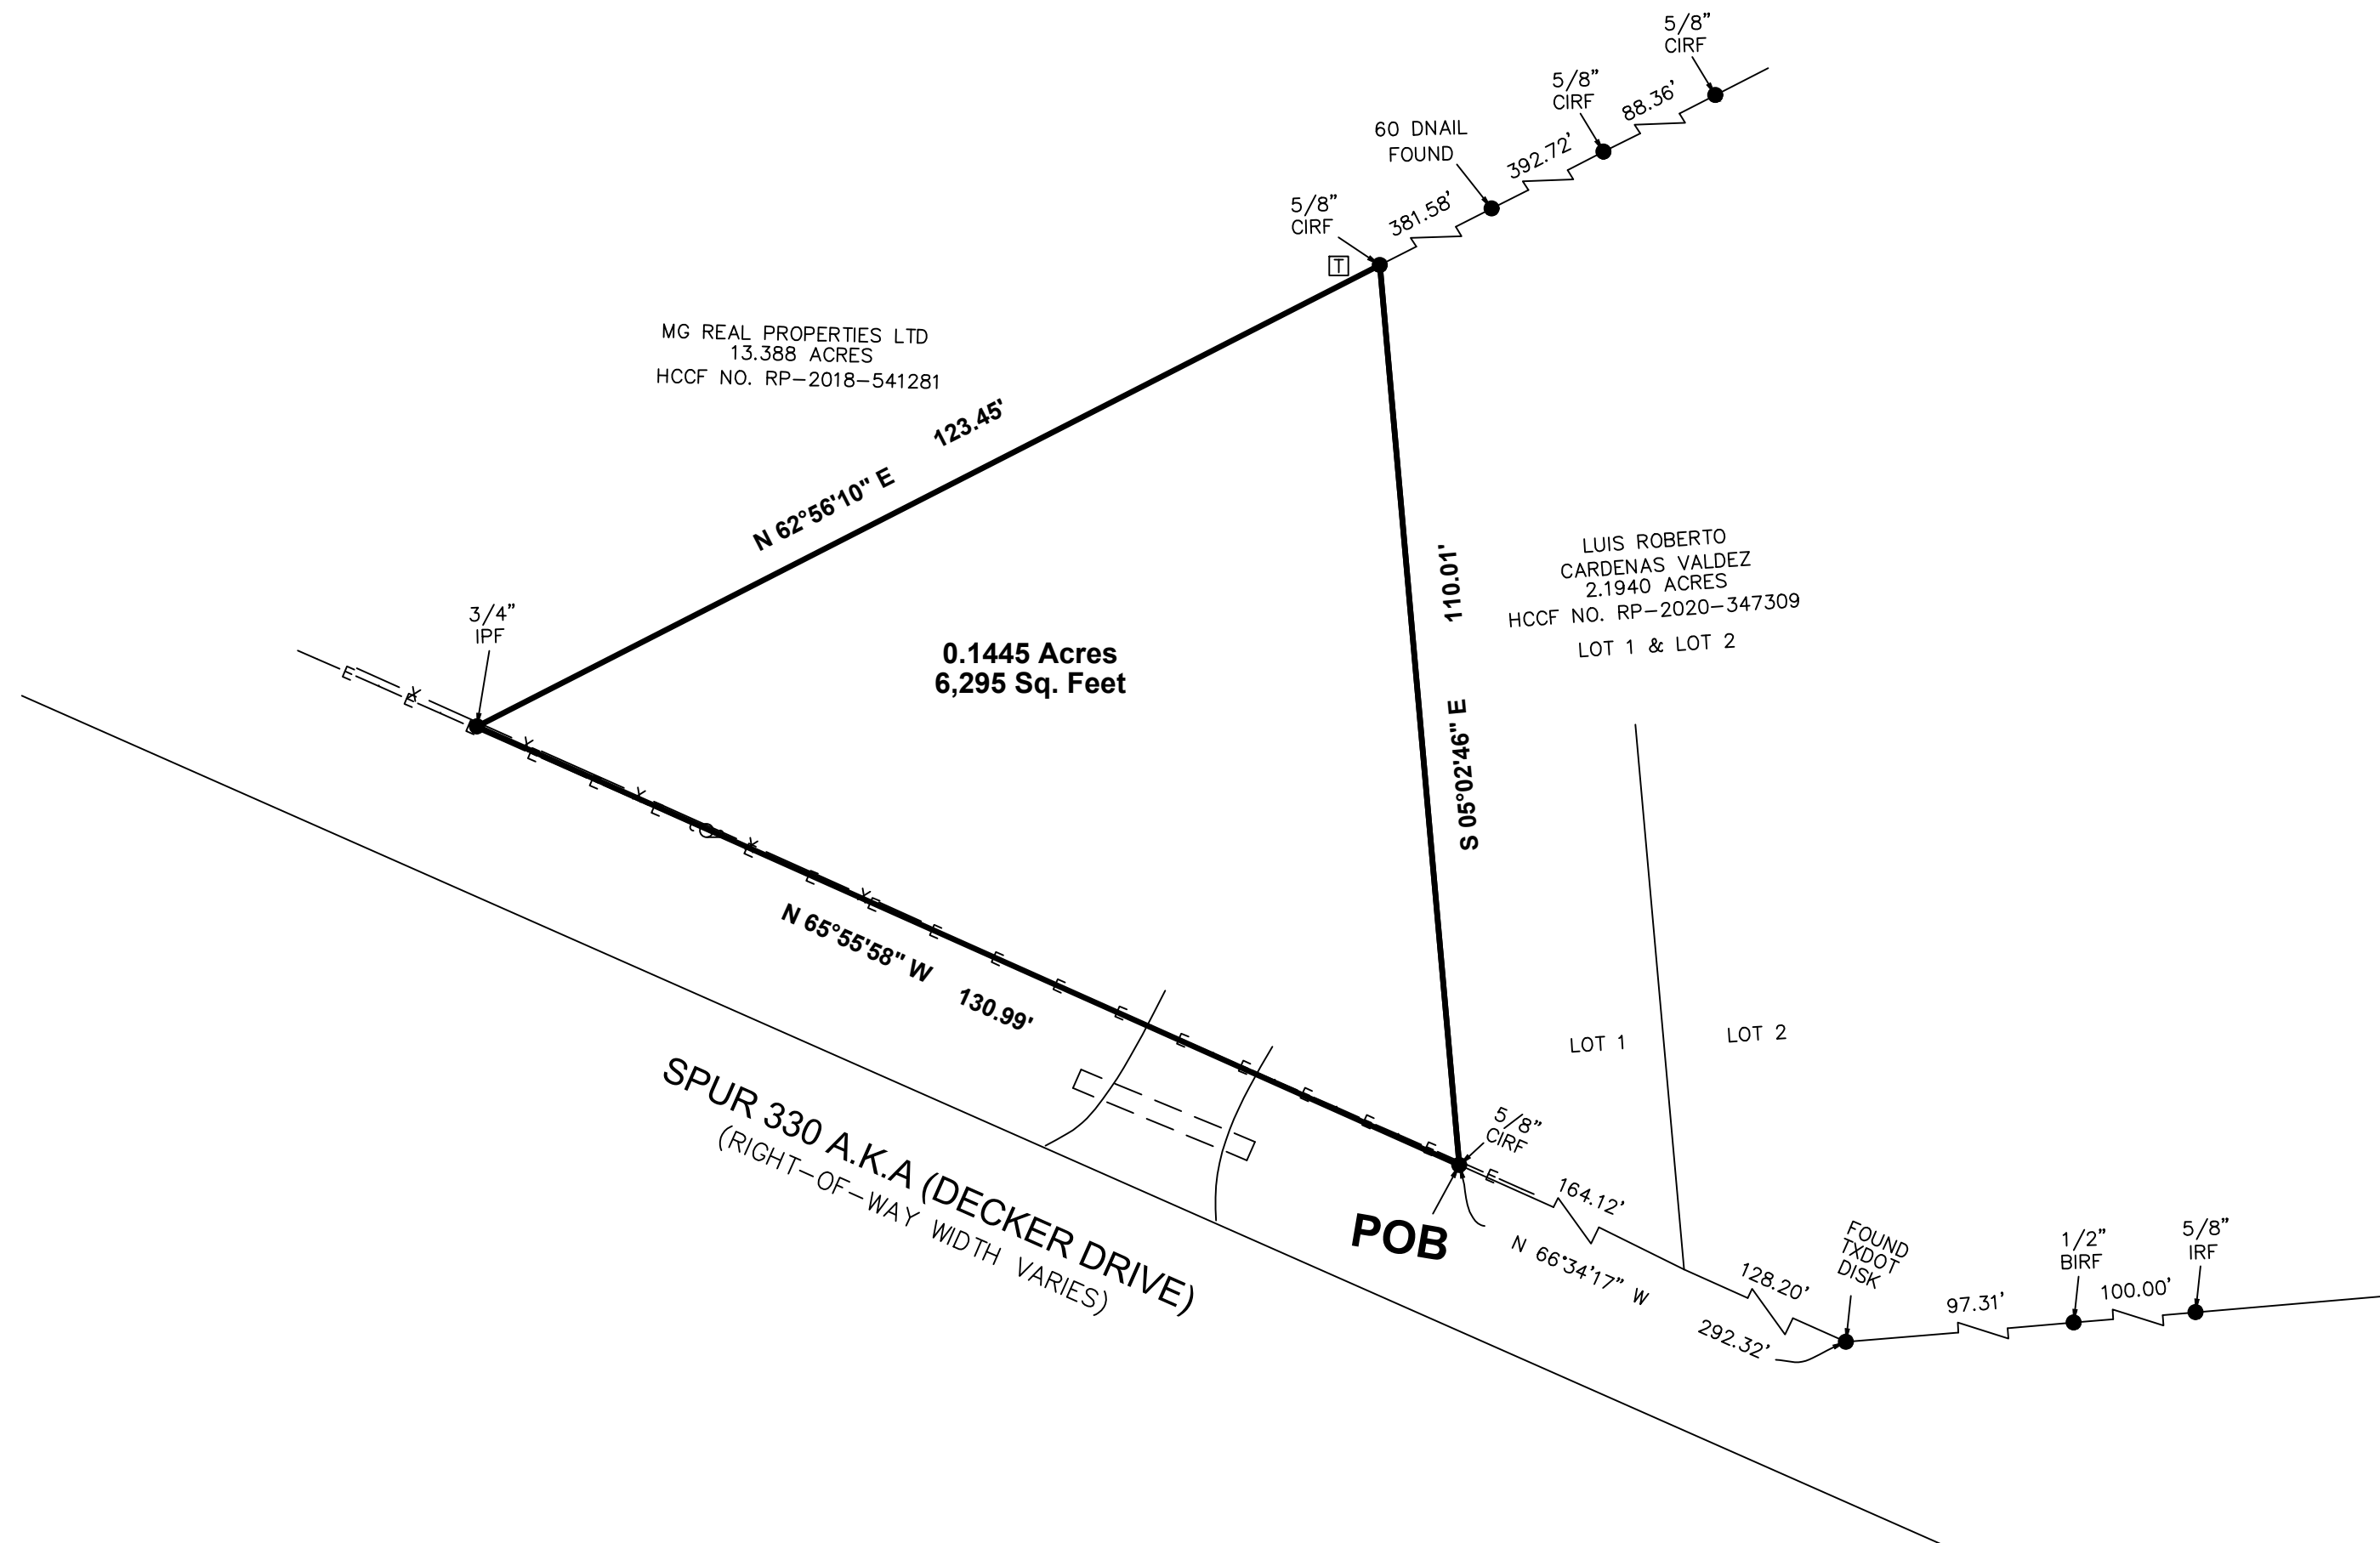 5/8"
CIRF
88.36'
5/8"
CIRF
392.72'
60 DNAIL
FOUND
381.58'
5/8"
CIRF
T
MG REAL PROPERTIES LTD
13.388 ACRES
HCCF NO. RP-2018-541281
123.45'
N 62°56'10" E
110.01'
S 05°02'46" E
LUIS ROBERTO
CARDENAS VALDEZ
2.1940 ACRES
HCCF NO. RP-2020-347309
LOT 1 & LOT 2
3/4"
IPF
0.1445 Acres
6,295 Sq. Feet
E
X
E
E
X
E
E
X
E
X
E
E
X
E
E
E
E
E
E
E
E
E
E
E
N 65°55'58" W
130.99'
LOT 1
LOT 2
SPUR 330 A.K.A (DECKER DRIVE)
(RIGHT-OF-WAY WIDTH VARIES)
5/8"
CIRF
POB
164.12'
N 66°34'17" W
128.20'
292.32'
FOUND
TXDOT
DISK
97.31'
1/2"
BIRF
100.00'
5/8"
IRF